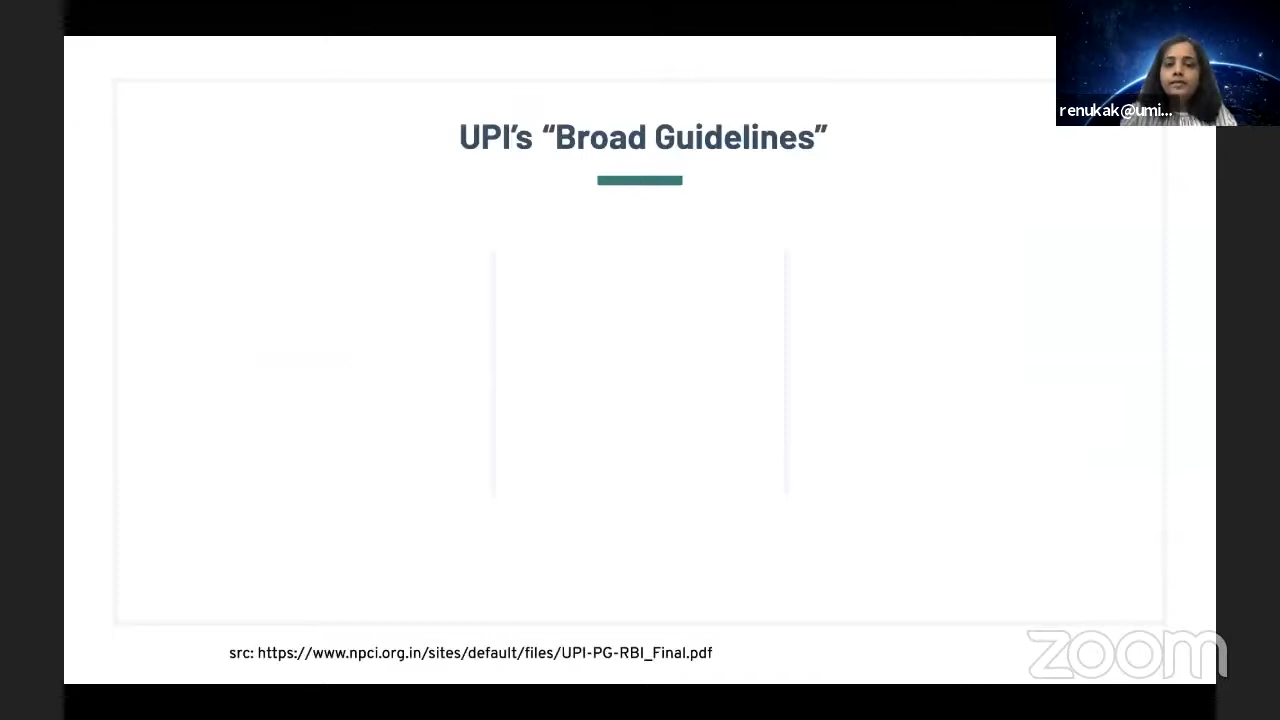 renukak@umi...
UPI’s “Broad Guidelines”
src: https://www.npci.org.in/sites/default/files/UPI-PG-RBI_Final.pdf
zoom